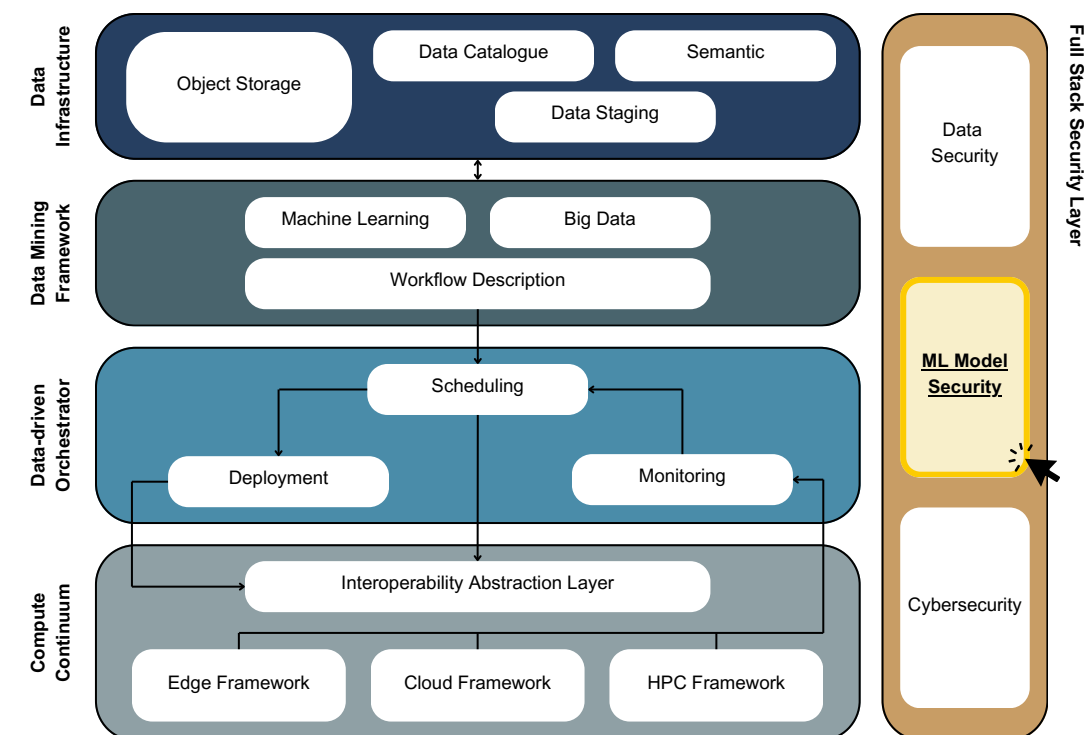 Data
Infrastructure
Object Storage
Data Catalogue
Semantic
Data Staging
Data Mining
Framework
Machine Learning
Big Data
Workflow Description
Data-driven
Orchestrator
Scheduling
Deployment
Monitoring
Compute
Continuum
Interoperability Abstraction Layer
Edge Framework
Cloud Framework
HPC Framework
Full Stack Security Layer
Data
Security
ML Model
Security
Cybersecurity